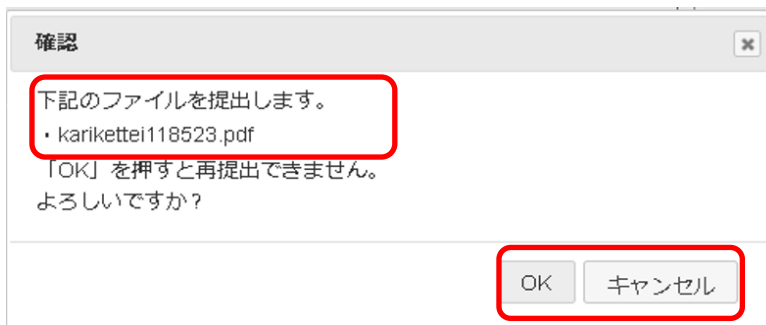 確認
下記のファイルを提出します。
・karikettei118523.pdf
「OK」を押すと再提出できません。
よろしいですか?
OK キャンセル